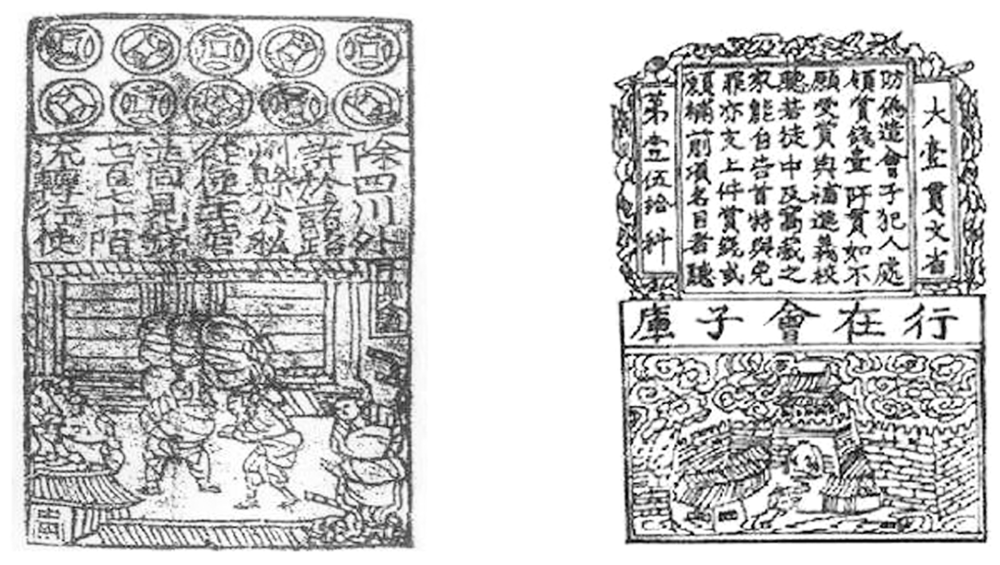 除四川外
許於諸路
州縣公私
從便主管
並同見錢
七百七十陌
流轉行使
大壹貫文省
防偽造會子犯人處
領賞錢壹阡貫如不
願受賞與補進義校
聽若徒中及窩藏之
家能自告首特與免
罪亦支上件賞錢或
願補前項名目者聽
第壹伍給料
行在會子庫